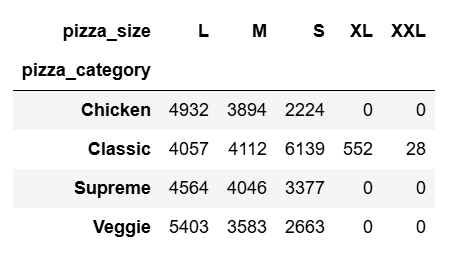 pizza_size L M S XL XXL
pizza_category
Chicken 4932 3894 2224 0 0
Classic 4057 4112 6139 552 28
Supreme 4564 4046 3377 0 0
Veggie 5403 3583 2663 0 0